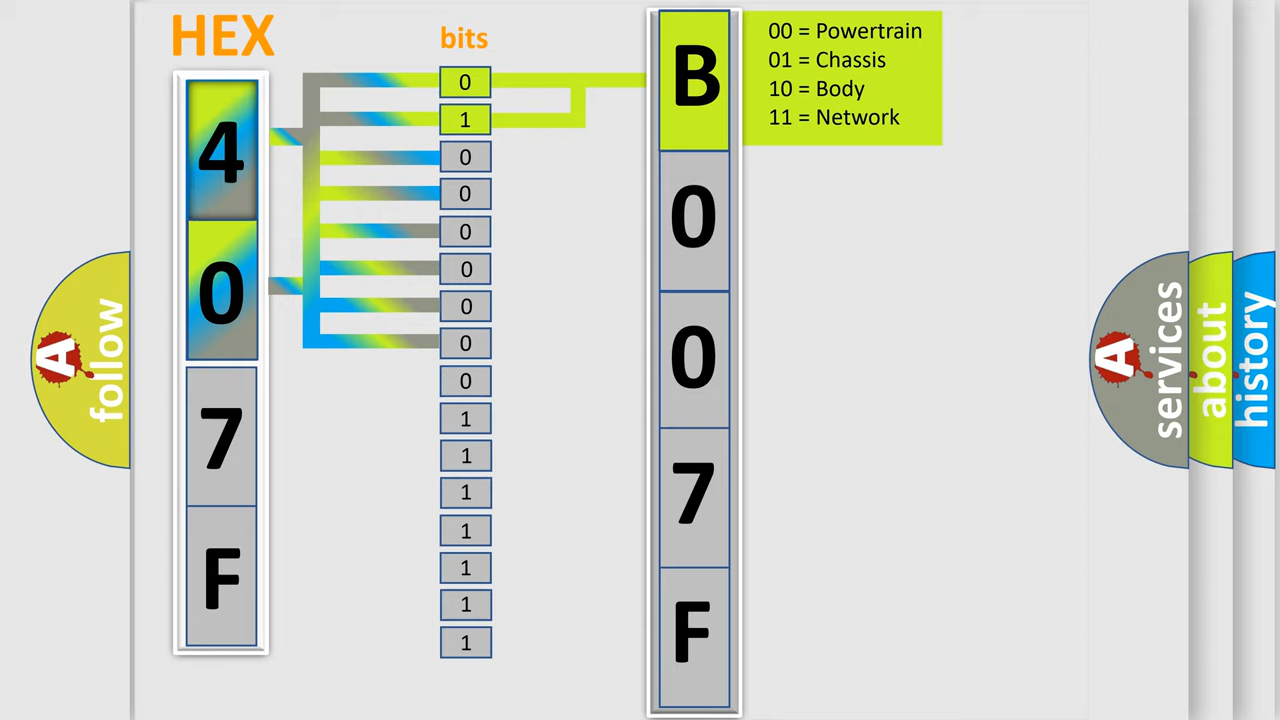 HEX
bits
4
0
7
F
0
1
0
0
0
0
0
0
0
1
1
1
1
1
1
1
B
0
0
7
F
00 = Powertrain
01 = Chassis
10 = Body
11 = Network
A
follow
A
services
about
history